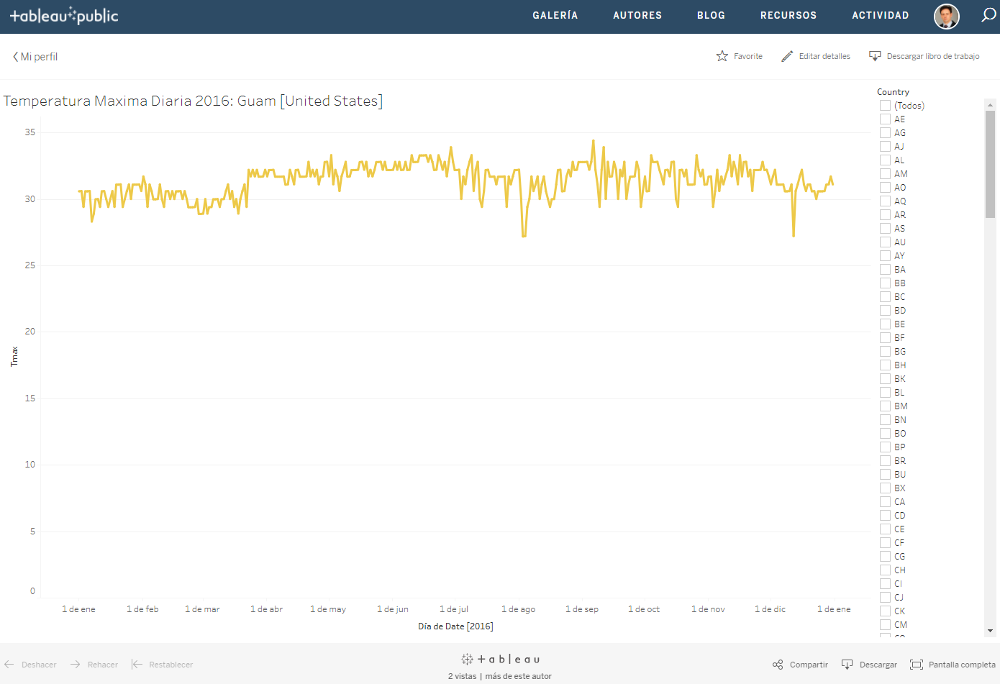 +ableau+public
GALERÍA AUTORES BLOG RECURSOS ACTIVIDAD
Mi perfil
Favorite Editar detalles Descargar libro de trabajo
Temperatura Maxima Diaria 2016: Guam [United States]
35
30
25
20
15
10
5
0
Tmax
1 de ene 1 de feb 1 de mar 1 de abr 1 de may 1 de jun 1 de jul 1 de ago 1 de sep 1 de oct 1 de nov 1 de dic 1 de ene
Día de Date [2016]
Country
(Todos)
AE
AG
AJ
AL
AM
AO
AQ
AR
AS
AU
AY
BA
BB
BC
BD
BE
BF
BG
BH
BK
BL
BM
BN
BO
BP
BR
BU
BX
CA
CD
CE
CF
CG
CH
CI
CJ
CK
CM
Deshacer Rehacer Restablecer
+ableau
2 vistas | más de este autor
Compartir Descargar Pantalla completa